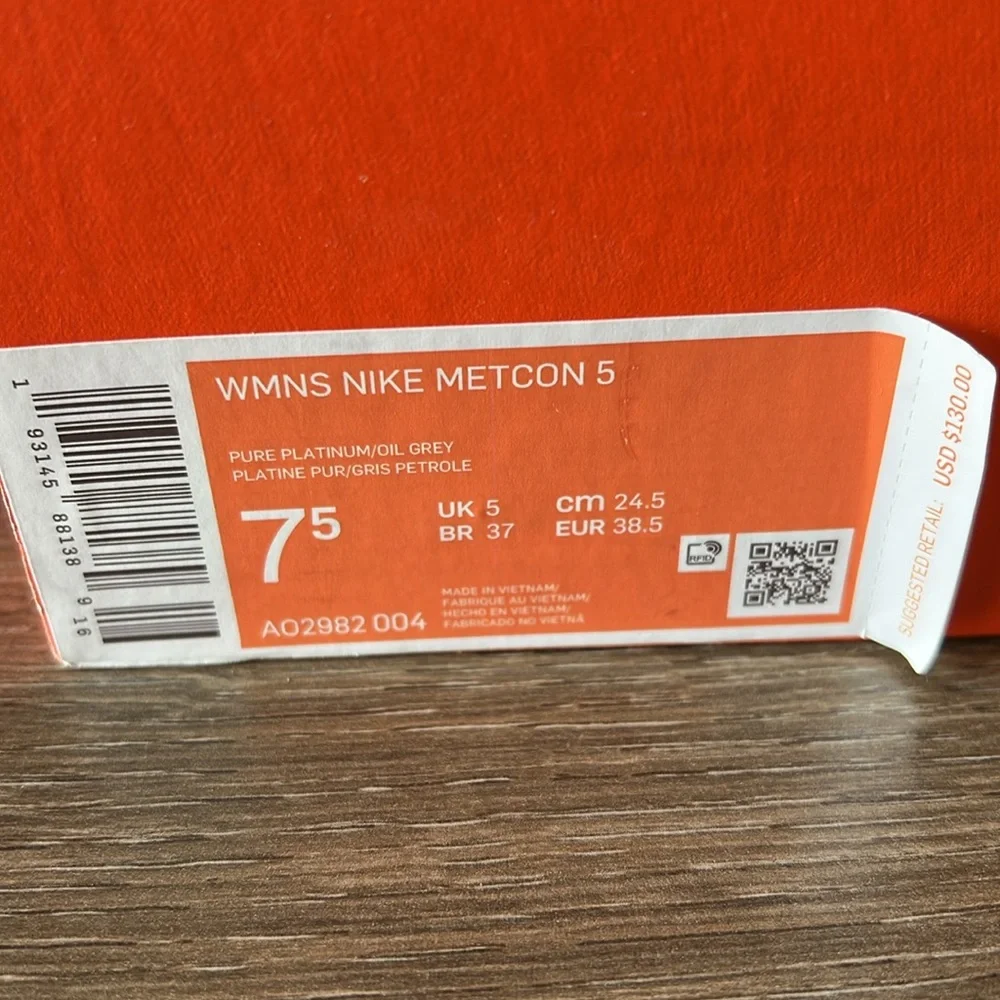 WMNS NIKE METCON 5
PURE PLATINUM/OIL GREY
PLATINE PUR/GRIS PETROLE
7⁵
UK 5 cm 24.5
BR 37 EUR 38.5
AO2982 004
MADE IN VIETNAM/
FABRIQUE AU VIETNAM/
HECHO EN VIETNAM/
FABRICADO NO VIETNÃ
RFID
1 93145 88138 9 16
SUGGESTED RETAIL: USD $130.00